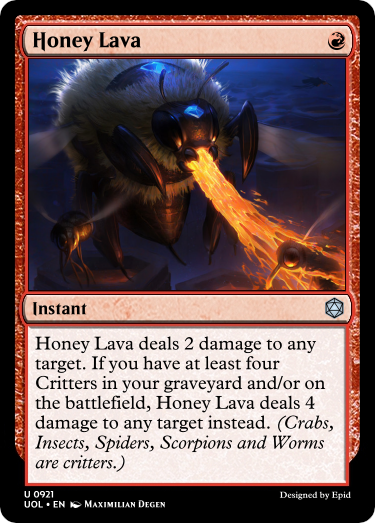 Honey Lava
Instant
Honey Lava deals 2 damage to any
target. If you have at least four
Critters in your graveyard and/or on
the battlefield, Honey Lava deals 4
damage to any target instead. (Crabs,
Insects, Spiders, Scorpions and Worms
are critters.)
U 0921
UOL • EN Maximilian Degen
Designed by Epid